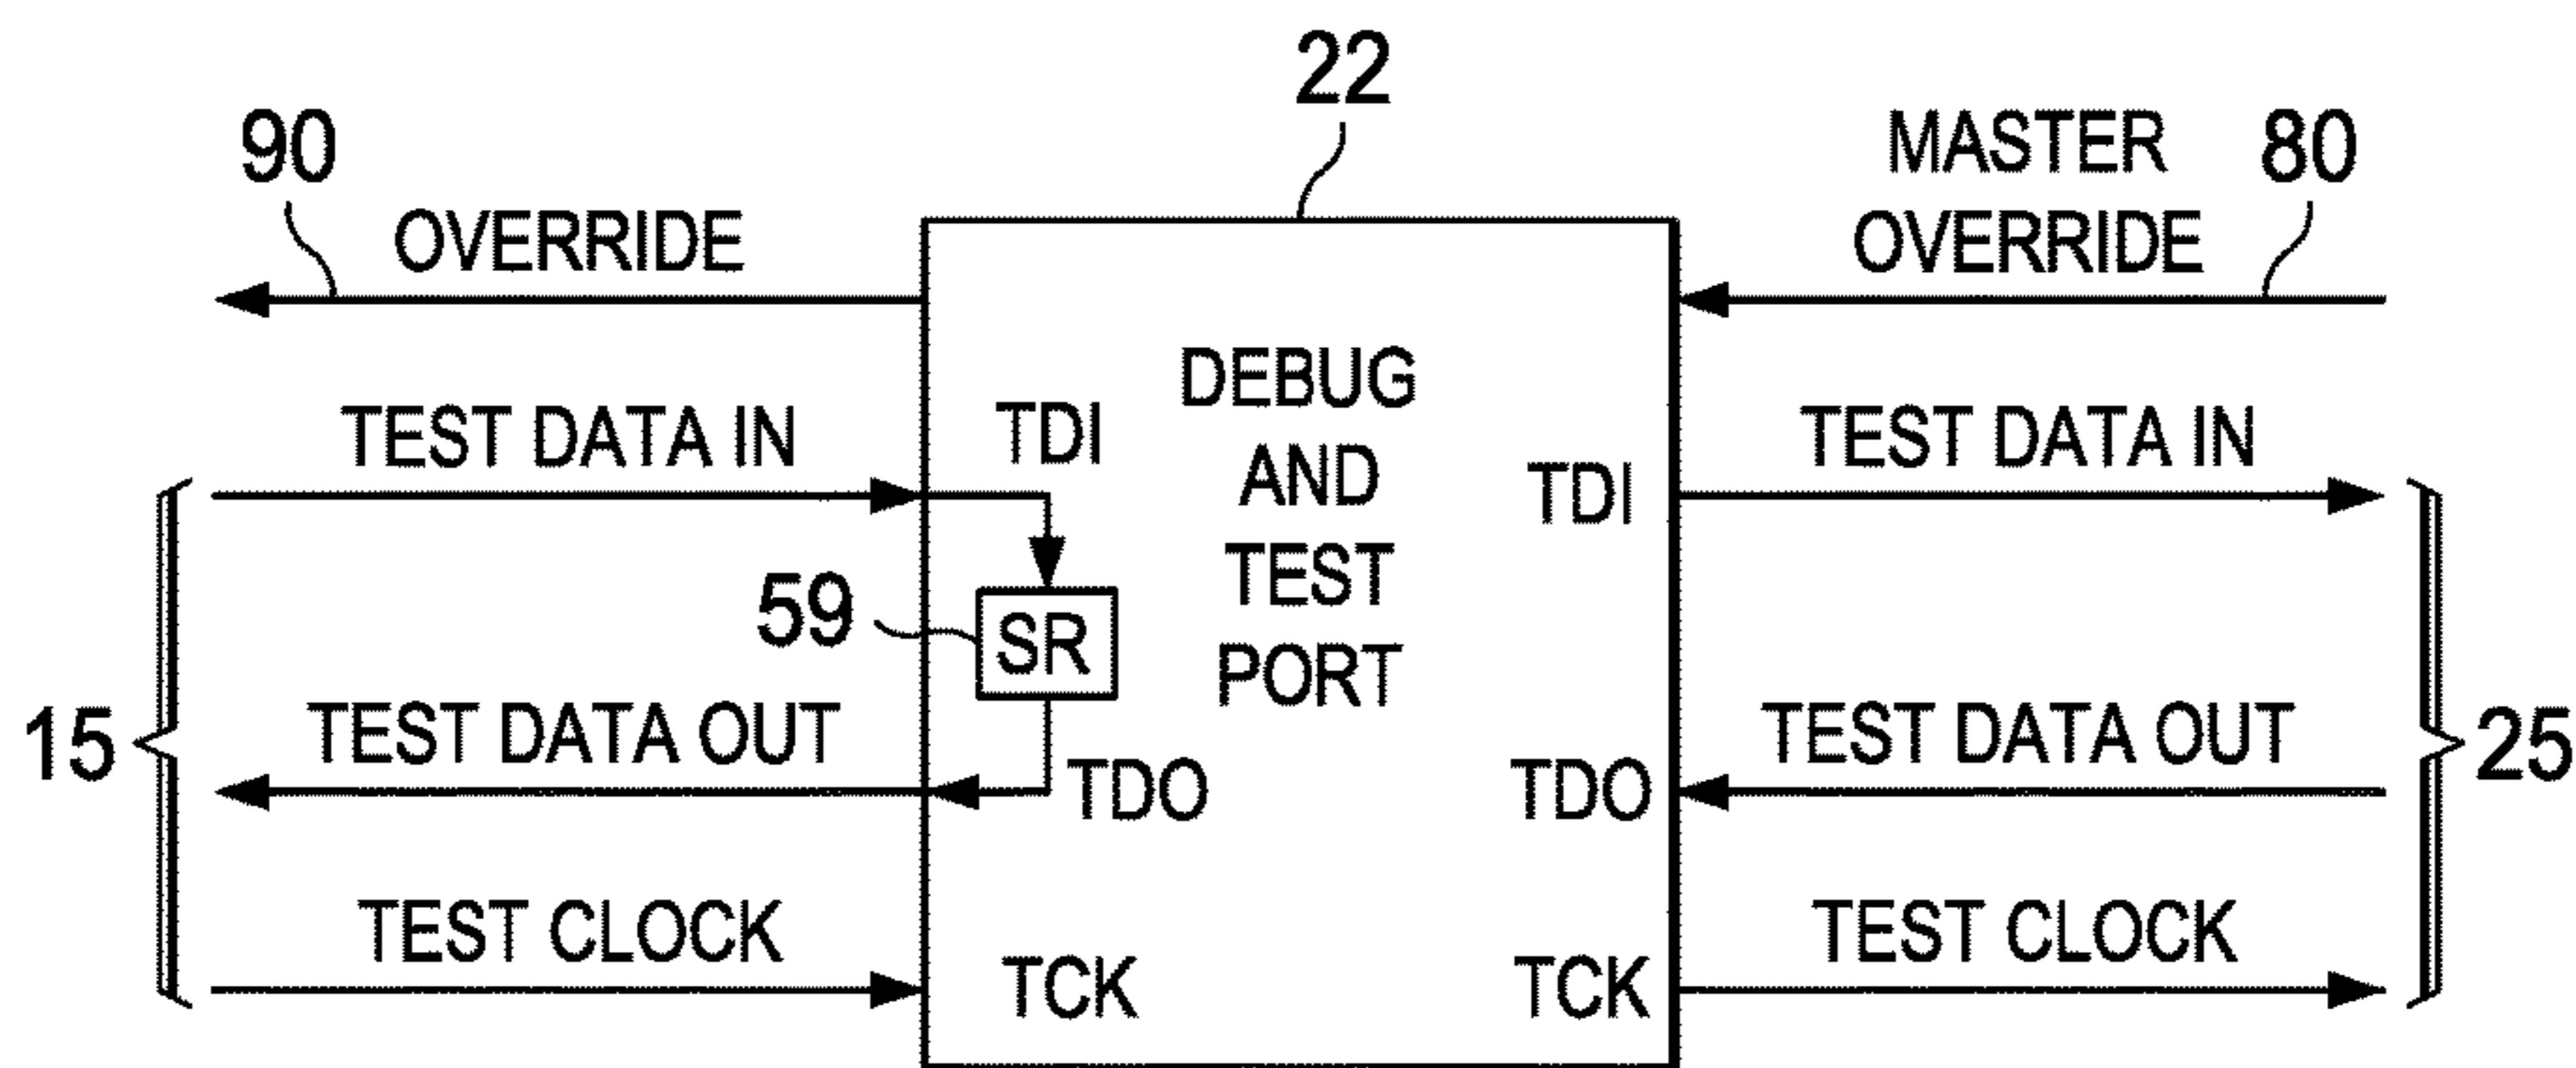 22
90
MASTER
80
OVERRIDE
OVERRIDE
DEBUG
AND
TEST
PORT
TEST DATA IN
TDI
TDI
TEST DATA IN
59
SR
15
TEST DATA OUT
TDO
TDO
TEST DATA OUT
25
TEST CLOCK
TCK
TCK
TEST CLOCK